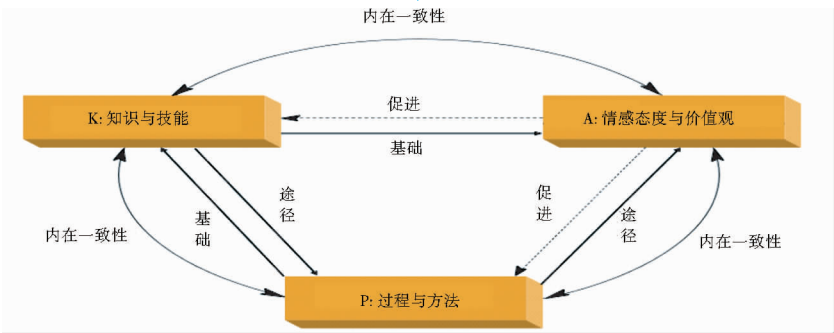 内在一致性
K: 知识与技能
促进
基础
A: 情感态度与价值观
内在一致性
基础
途径
促进
途径
内在一致性
P: 过程与方法